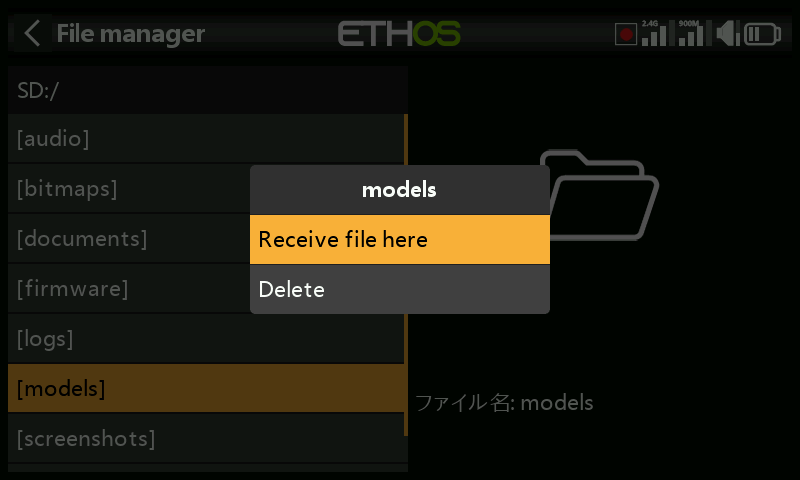 File manager
ETHOS
2.4G
900M
SD:/
[audio]
[bitmaps]
[documents]
[firmware]
[logs]
[models]
[screenshots]
models
Receive file here
Delete
ファイル名: models